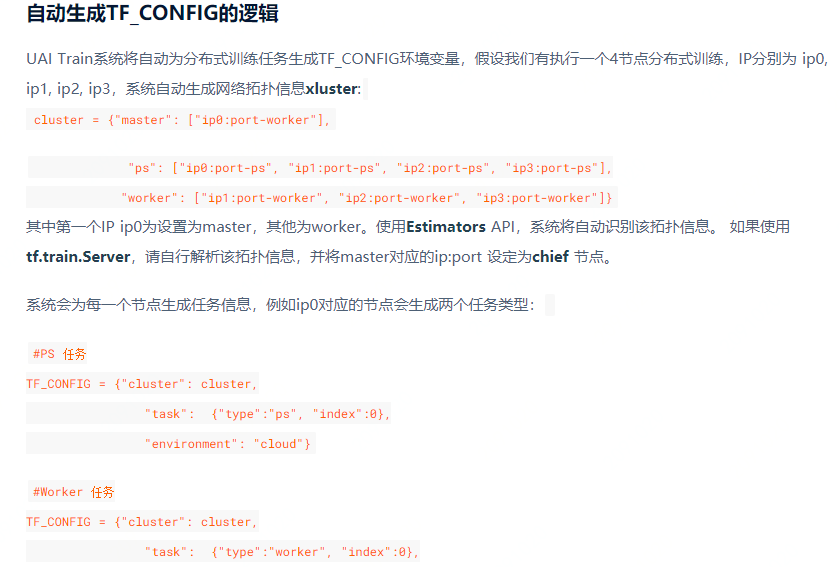 自动生成TF_CONFIG的逻辑
UAI Train系统将自动为分布式训练任务生成TF_CONFIG环境变量，假设我们有执行一个4节点分布式训练，IP分别为 ip0,
ip1, ip2, ip3，系统自动生成网络拓扑信息xluster:
cluster = {"master": ["ip0:port-worker"],
"ps": ["ip0:port-ps", "ip1:port-ps", "ip2:port-ps", "ip3:port-ps"],
"worker": ["ip1:port-worker", "ip2:port-worker", "ip3:port-worker"]}
其中第一个IP ip0为设置为master，其他为worker。使用Estimators API，系统将自动识别该拓扑信息。 如果使用
tf.train.Server，请自行解析该拓扑信息，并将master对应的ip:port 设定为chief 节点。
系统会为每一个节点生成任务信息，例如ip0对应的节点会生成两个任务类型：
#PS 任务
TF_CONFIG = {"cluster": cluster,
"task":  {"type":"ps", "index":0},
"environment": "cloud"}
#Worker 任务
TF_CONFIG = {"cluster": cluster,
"task":  {"type":"worker", "index":0},